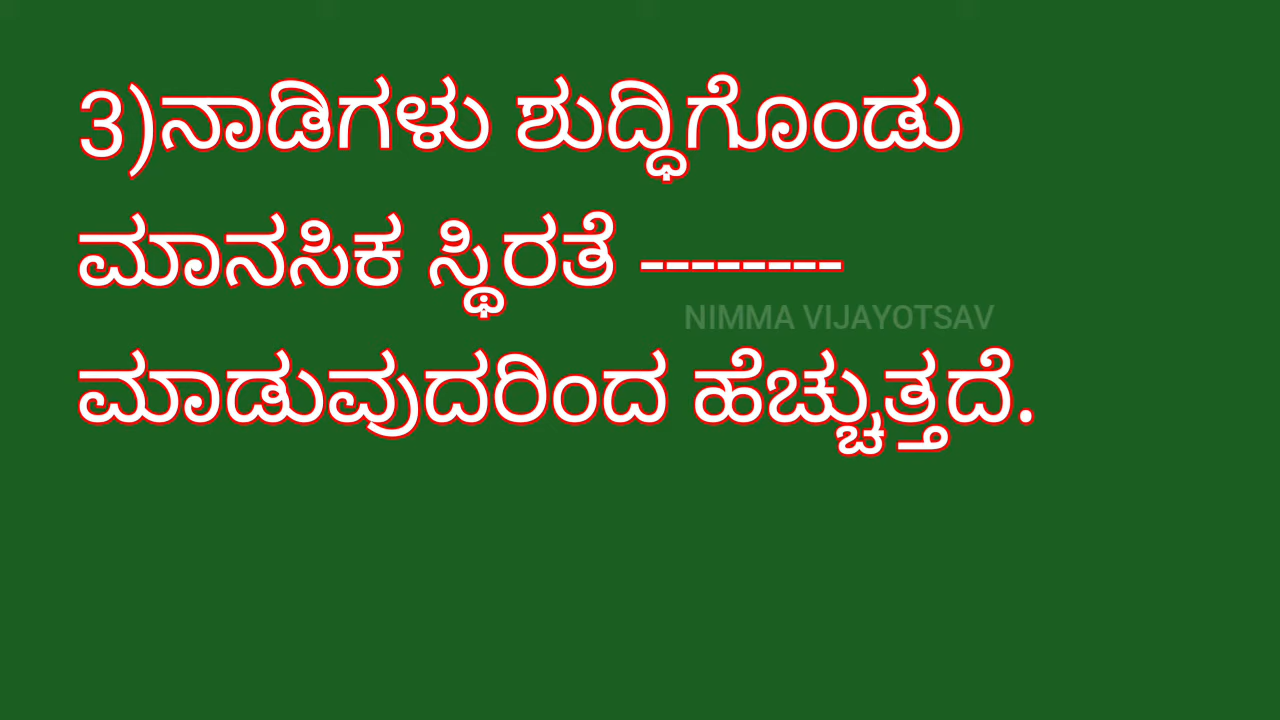 3)ನಾಡಿಗಳು ಶುದ್ಧಿಗೊಂಡು
ಮಾನಸಿಕ ಸ್ಥಿರತೆ --------
NIMMA VIJAYOTSAV
ಮಾಡುವುದರಿಂದ ಹೆಚ್ಚುತ್ತದೆ.